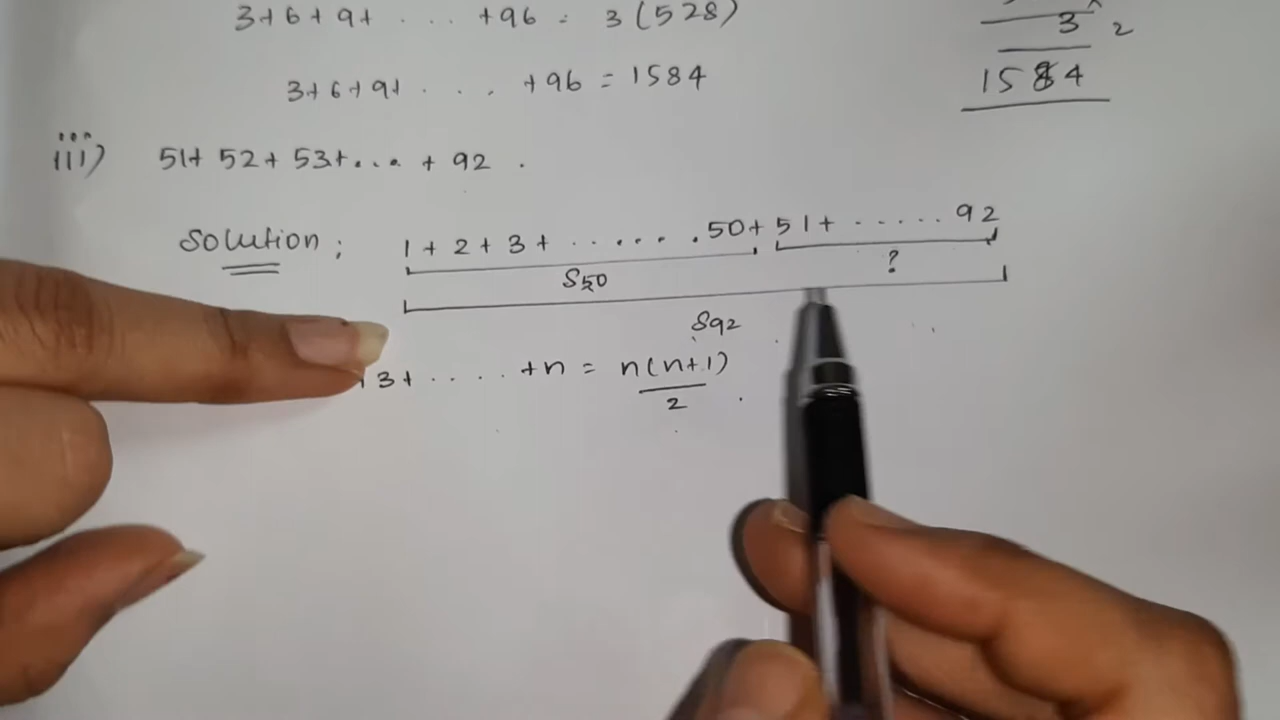 3+6+9+ . . . . +96 = 3(528)
3
2
1584
3+6+9+ . . . . +96 = 1584
iii) 51+ 52+ 53+... + 92 .
Solution ; 1 + 2 + 3 + ....... 50+ 51+ ..... 92
S50
?
S92
3+ ..... +n = n(n+1)
2 .